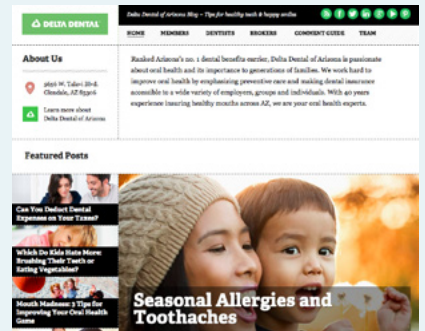 DELTA DENTAL
Delta Dental of Arizona Blog – Tips for healthy teeth & happy smiles
HOME MEMBERS DENTISTS BROKERS COMMENT GUIDE TEAM
About Us
5656 W. Talavi Blvd.
Glendale, AZ 85306
Learn more about
Delta Dental of Arizona
Ranked Arizona's no. 1 dental benefits carrier, Delta Dental of Arizona is passionate
about oral health and its importance to generations of families. We work hard to
improve oral health by emphasizing preventive care and making dental insurance
accessible to a wide variety of employers, groups and individuals. With 40 years
experience insuring healthy mouths across AZ, we are your oral health experts.
Featured Posts
Can You Deduct Dental
Expenses on Your Taxes?
Which Do Kids Hate More:
Brushing Their Teeth or
Eating Vegetables?
Mouth Madness: 3 Tips for
Improving Your Oral Health
Game
Seasonal Allergies and
Toothaches